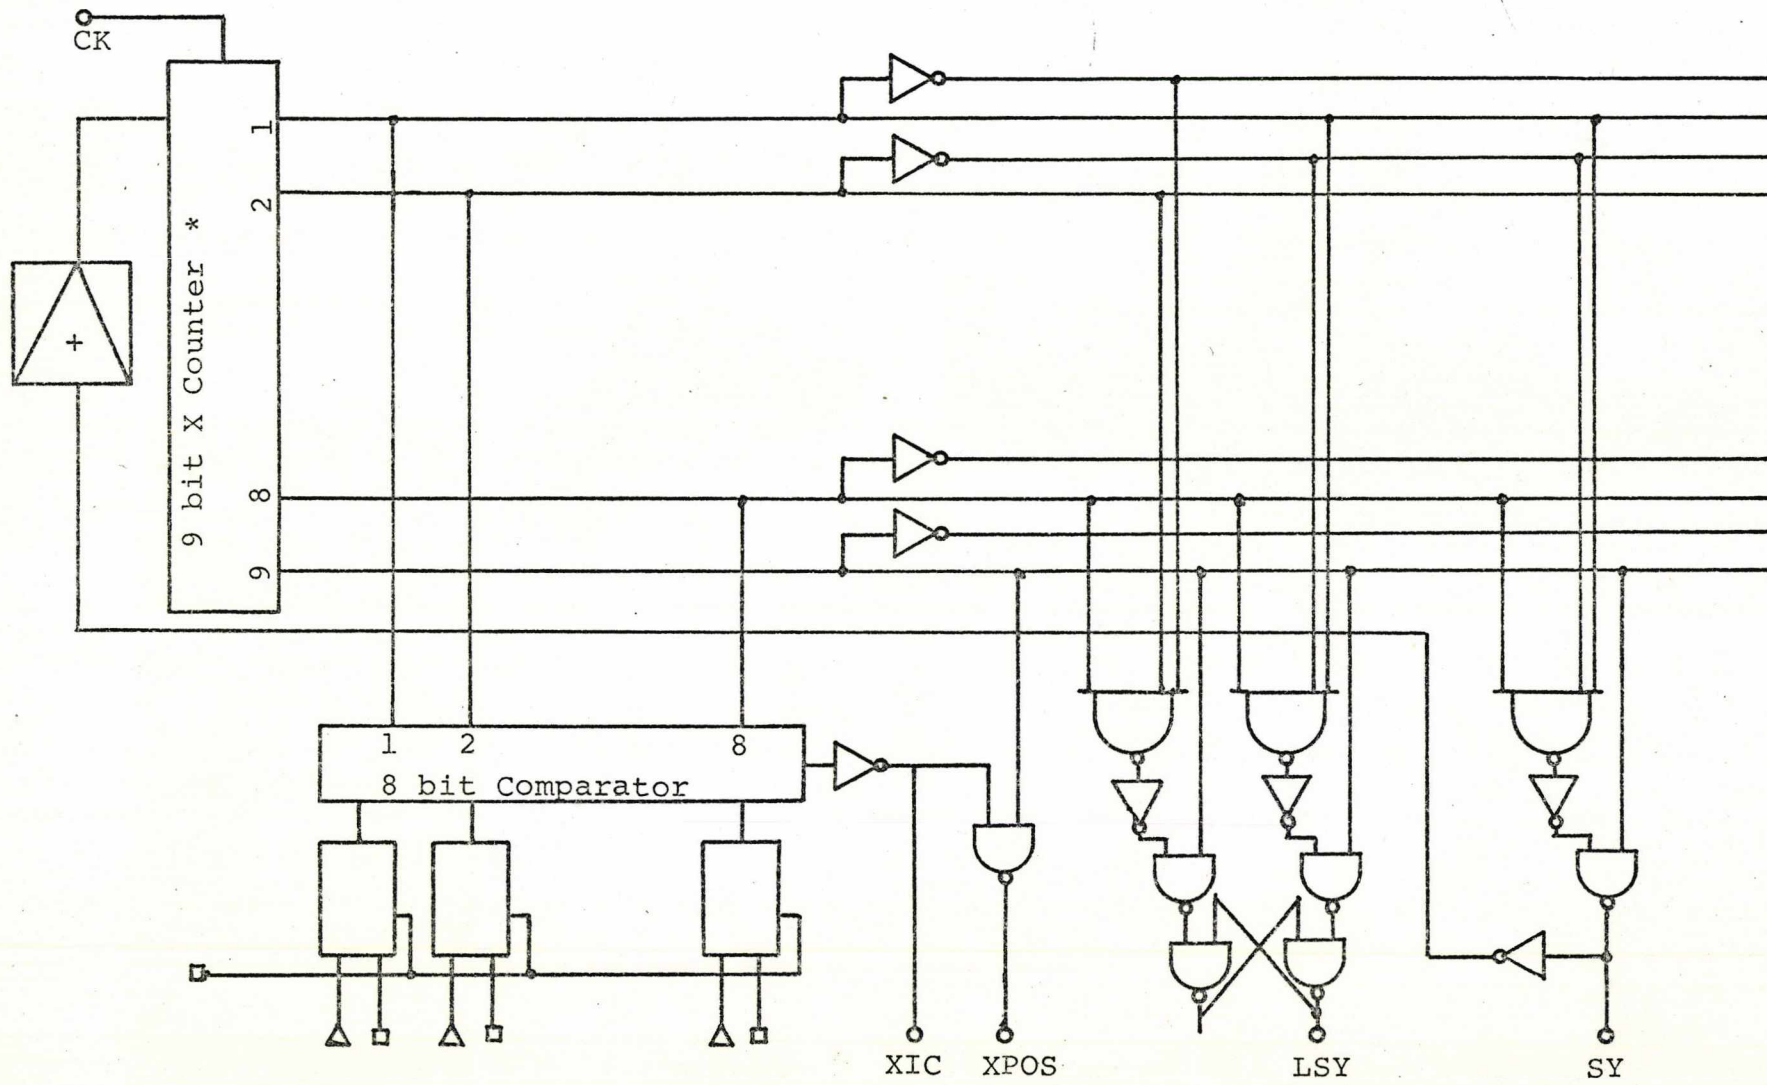 CK
1
2
9 bit X Counter *
+
8
9
1 2 8
8 bit Comparator
XIC XPOS LSY SY